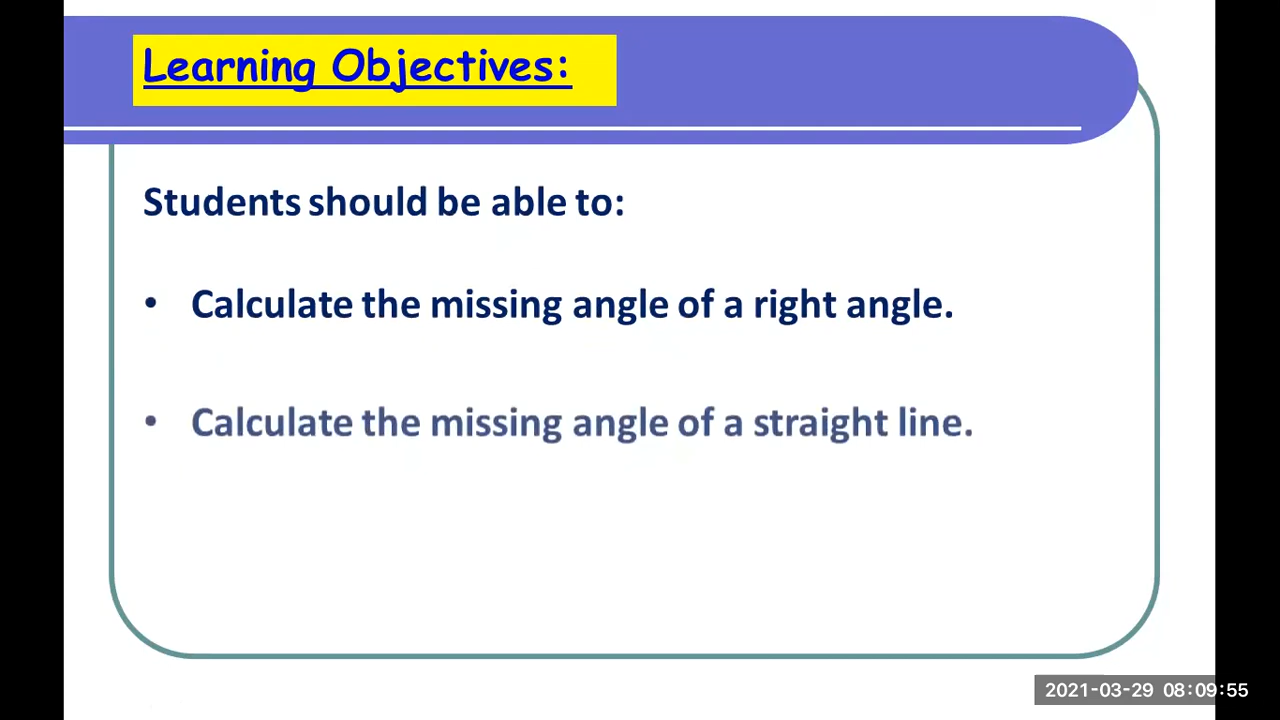 Learning Objectives:
Students should be able to:
• Calculate the missing angle of a right angle.
• Calculate the missing angle of a straight line.
2021-03-29 08:09:55